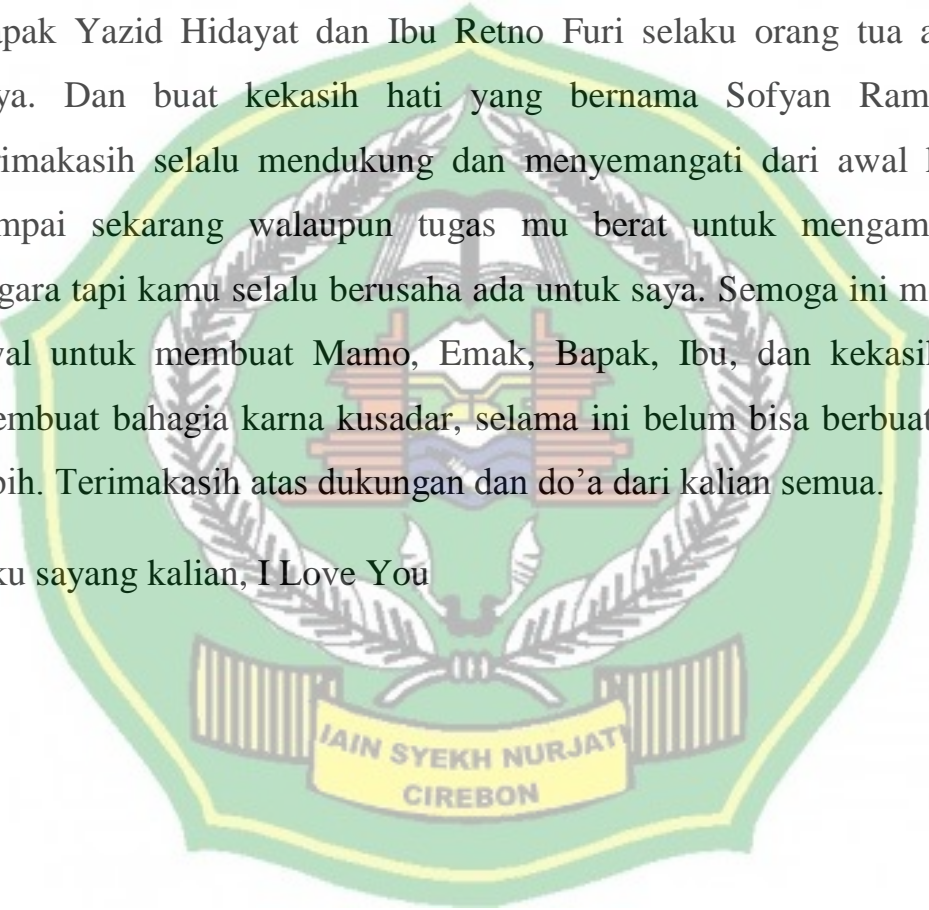 apak Yazid Hidayat dan Ibu Retno Furi selaku orang tua a
ya. Dan buat kekasih hati yang bernama Sofyan Ram
rimakasih selalu mendukung dan menyemangati dari awal
mpai sekarang walaupun tugas mu berat untuk mengam
gara tapi kamu selalu berusaha ada untuk saya. Semoga ini m
wal untuk membuat Mamo, Emak, Bapak, Ibu, dan kekasih
embuat bahagia karna kusadar, selama ini belum bisa berbuat
bih. Terimakasih atas dukungan dan do’a dari kalian semua.
ku sayang kalian, I Love You
IAIN SYEKH NURJATI
CIREBON